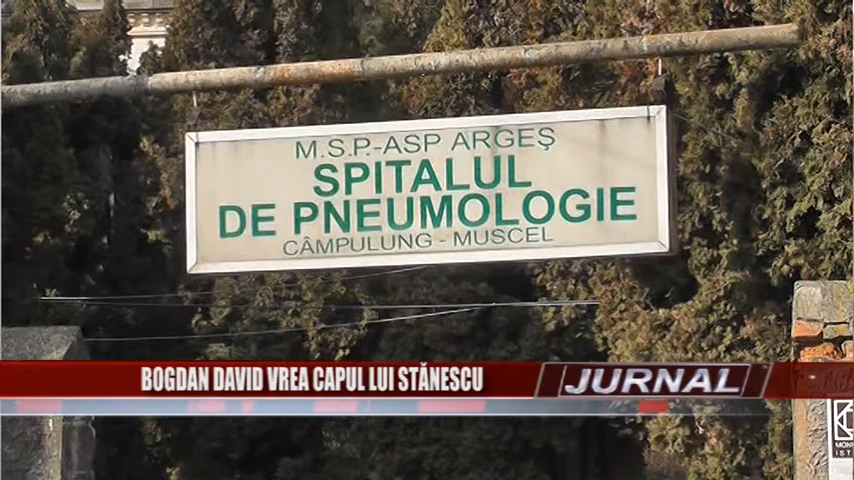 M.S.P.-ASP ARGEŞ
SPITALUL
DE PNEUMOLOGIE
CÂMPULUNG - MUSCEL
BOGDAN DAVID VREA CAPUL LUI STĂNESCU
JURNAL